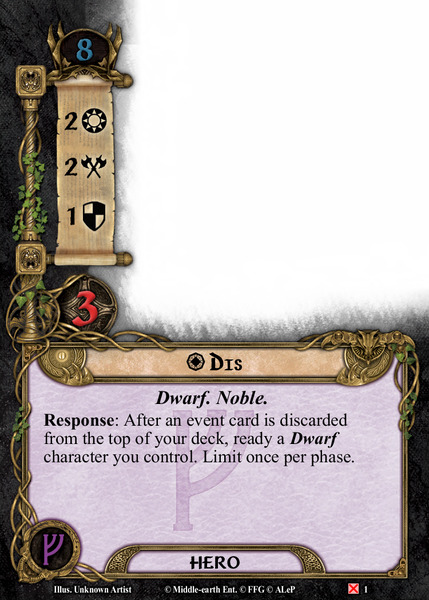 8
2
2
1
3
Dis
Dwarf. Noble.
Response: After an event card is discarded
from the top of your deck, ready a Dwarf
character you control. Limit once per phase.
HERO
Illus. Unknown Artist © Middle-earth Ent. © FFG © ALeP 1